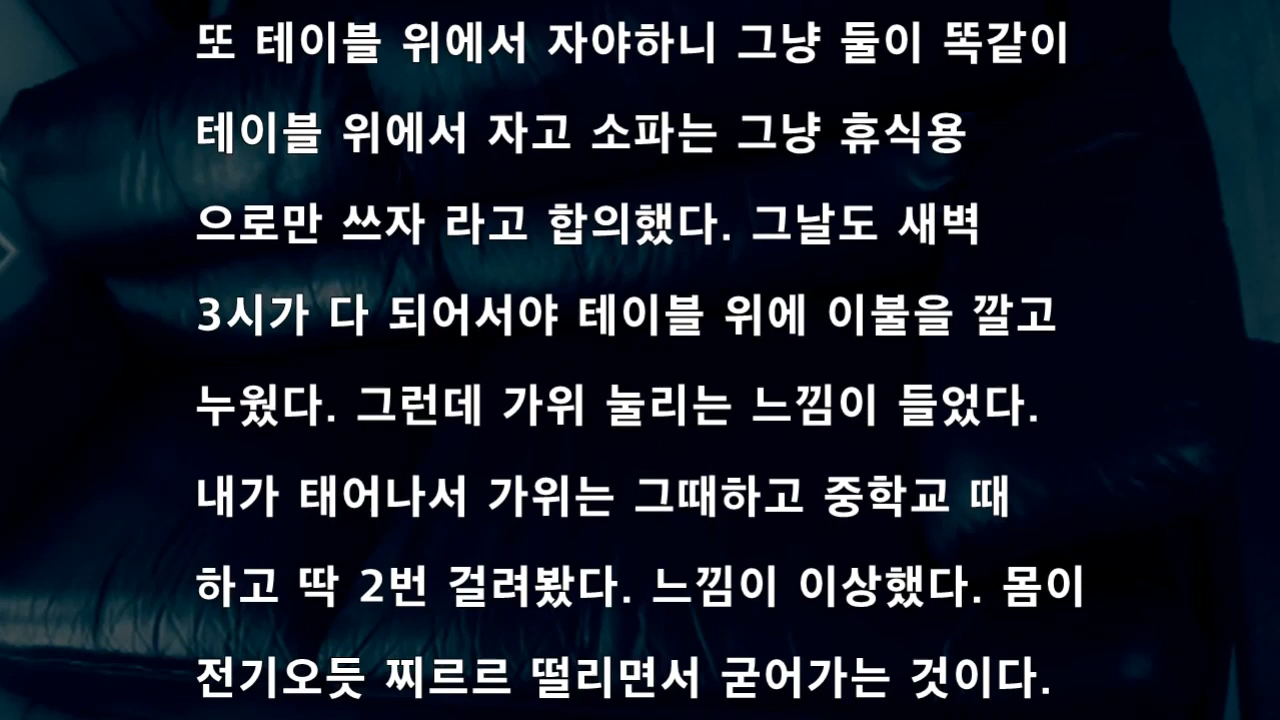 또 테이블 위에서 자야하니 그냥 둘이 똑같이
테이블 위에서 자고 소파는 그냥 휴식용
으로만 쓰자 라고 합의했다. 그날도 새벽
3시가 다 되어서야 테이블 위에 이불을 깔고
누웠다. 그런데 가위 눌리는 느낌이 들었다.
내가 태어나서 가위는 그때하고 중학교 때
하고 딱 2번 걸려봤다. 느낌이 이상했다. 몸이
전기오듯 찌르르 떨리면서 굳어가는 것이다.